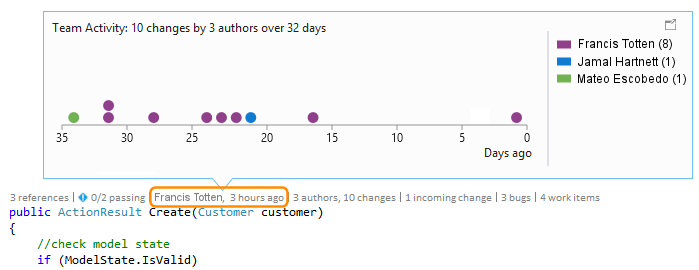 Team Activity: 10 changes by 3 authors over 32 days
Francis Totten (8)
Jamal Hartnett (1)
Mateo Escobedo (1)
35 30 25 20 15 10 5 0
Days ago
3 references | 0/2 passing | Francis Totten, 3 hours ago | 3 authors, 10 changes | 1 incoming change | 3 bugs | 4 work items
public ActionResult Create(Customer customer)
{
//check model state
if (ModelState.IsValid)